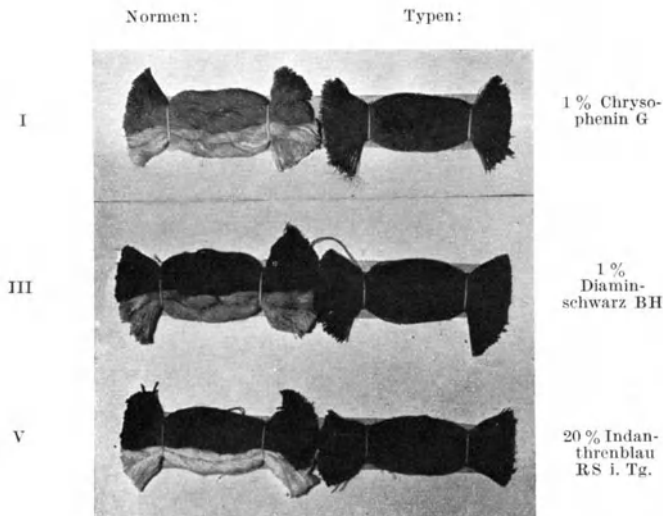 Normen: Typen:
I
1 % Chryso-
phenin G
III
1 %
Diamin-
schwarz BH
V
20 % Indan-
threnblau
RS i. Tg.